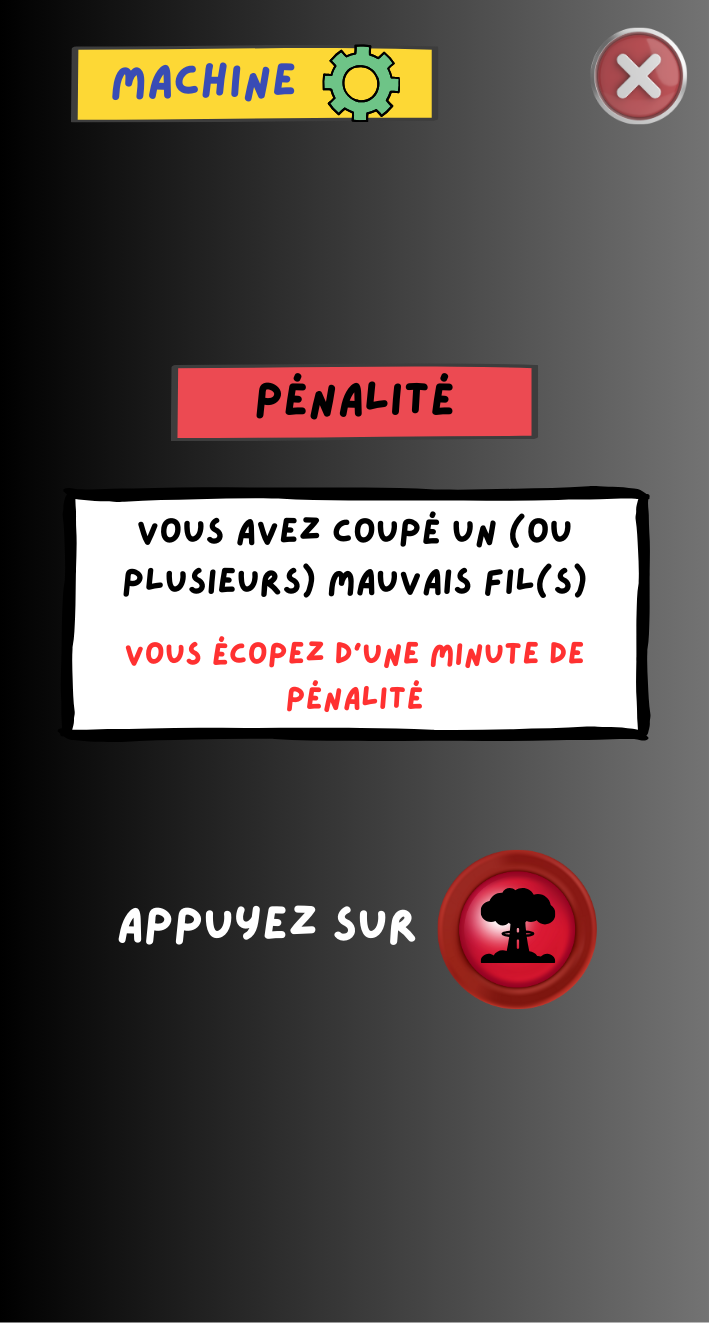 MACHINE
PÉNALITÉ
VOUS AVEZ COUPÉ UN (OU
PLUSIEURS) MAUVAIS FIL(S)
VOUS ÉCOPEZ D'UNE MINUTE DE
PÉNALITÉ
APPUYEZ SUR